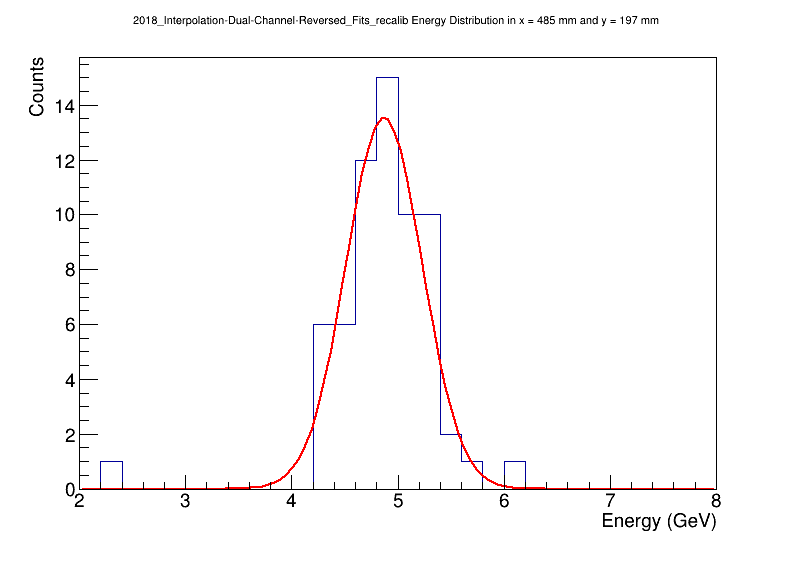 2018_Interpolation-Dual-Channel-Reversed_Fits_recalib Energy Distribution in x = 485 mm and y = 197 mm
Counts
14
12
10
8
6
4
2
0
2 3 4 5 6 7 8
Energy (GeV)